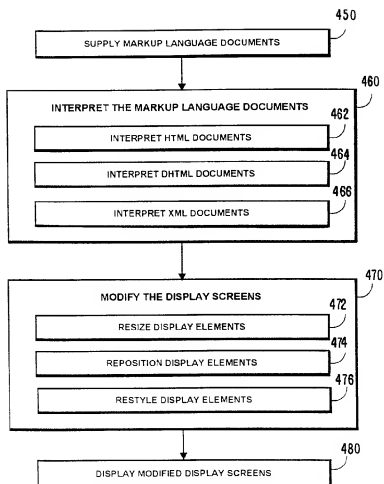 450
SUPPLY MARKUP LANGUAGE DOCUMENTS
460
INTERPRET THE MARKUP LANGUAGE DOCUMENTS
462
INTERPRET HTML DOCUMENTS
464
INTERPRET DHTML DOCUMENTS
466
INTERPRET XML DOCUMENTS
470
MODIFY THE DISPLAY SCREENS
472
RESIZE DISPLAY ELEMENTS
474
REPOSITION DISPLAY ELEMENTS
476
RESTYLE DISPLAY ELEMENTS
480
DISPLAY MODIFIED DISPLAY SCREENS